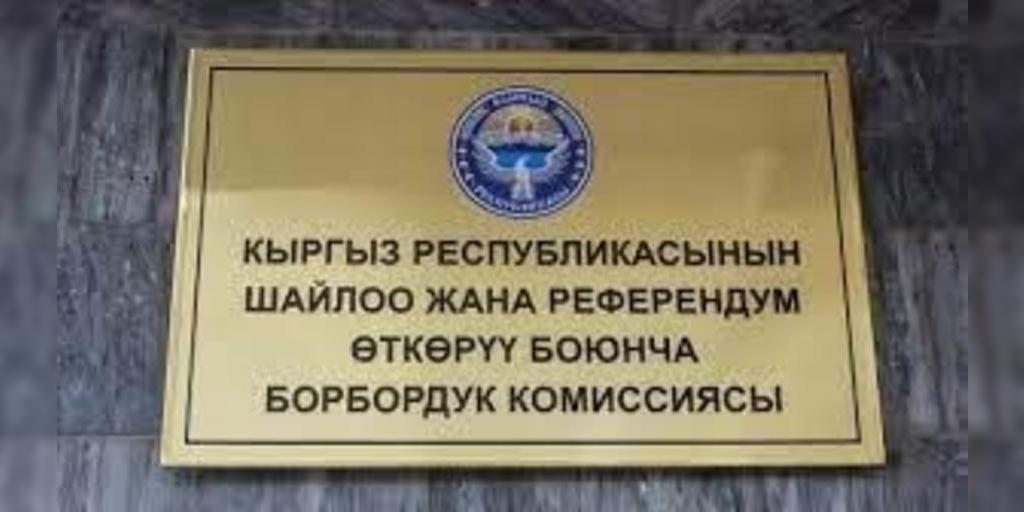 КЫРГЫЗ РЕСПУБЛИКАСЫНЫН
ШАЙЛОО ЖАНА РЕФЕРЕНДУМ
ӨТКӨРҮҮ БОЮНЧА
БОРБОРДУК КОМИССИЯСЫ